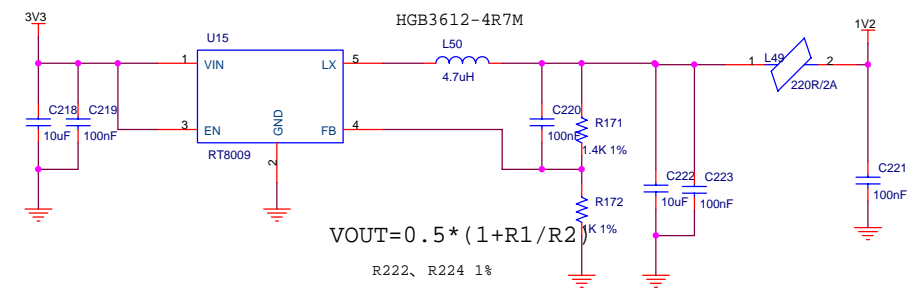 HGB3612-4R7M
3V3
1V2
U15
L50
4.7uH
1
VIN
LX
5
1
L49
2
220R/2A
C218
10uF
C219
100nF
3
EN
GND
FB
4
2
RT8009
C220
100nF
R171
1.4K 1%
C222
10uF
C223
100nF
C221
100nF
R172
1K 1%
VOUT=0.5*(1+R1/R2)
R222、R224 1%